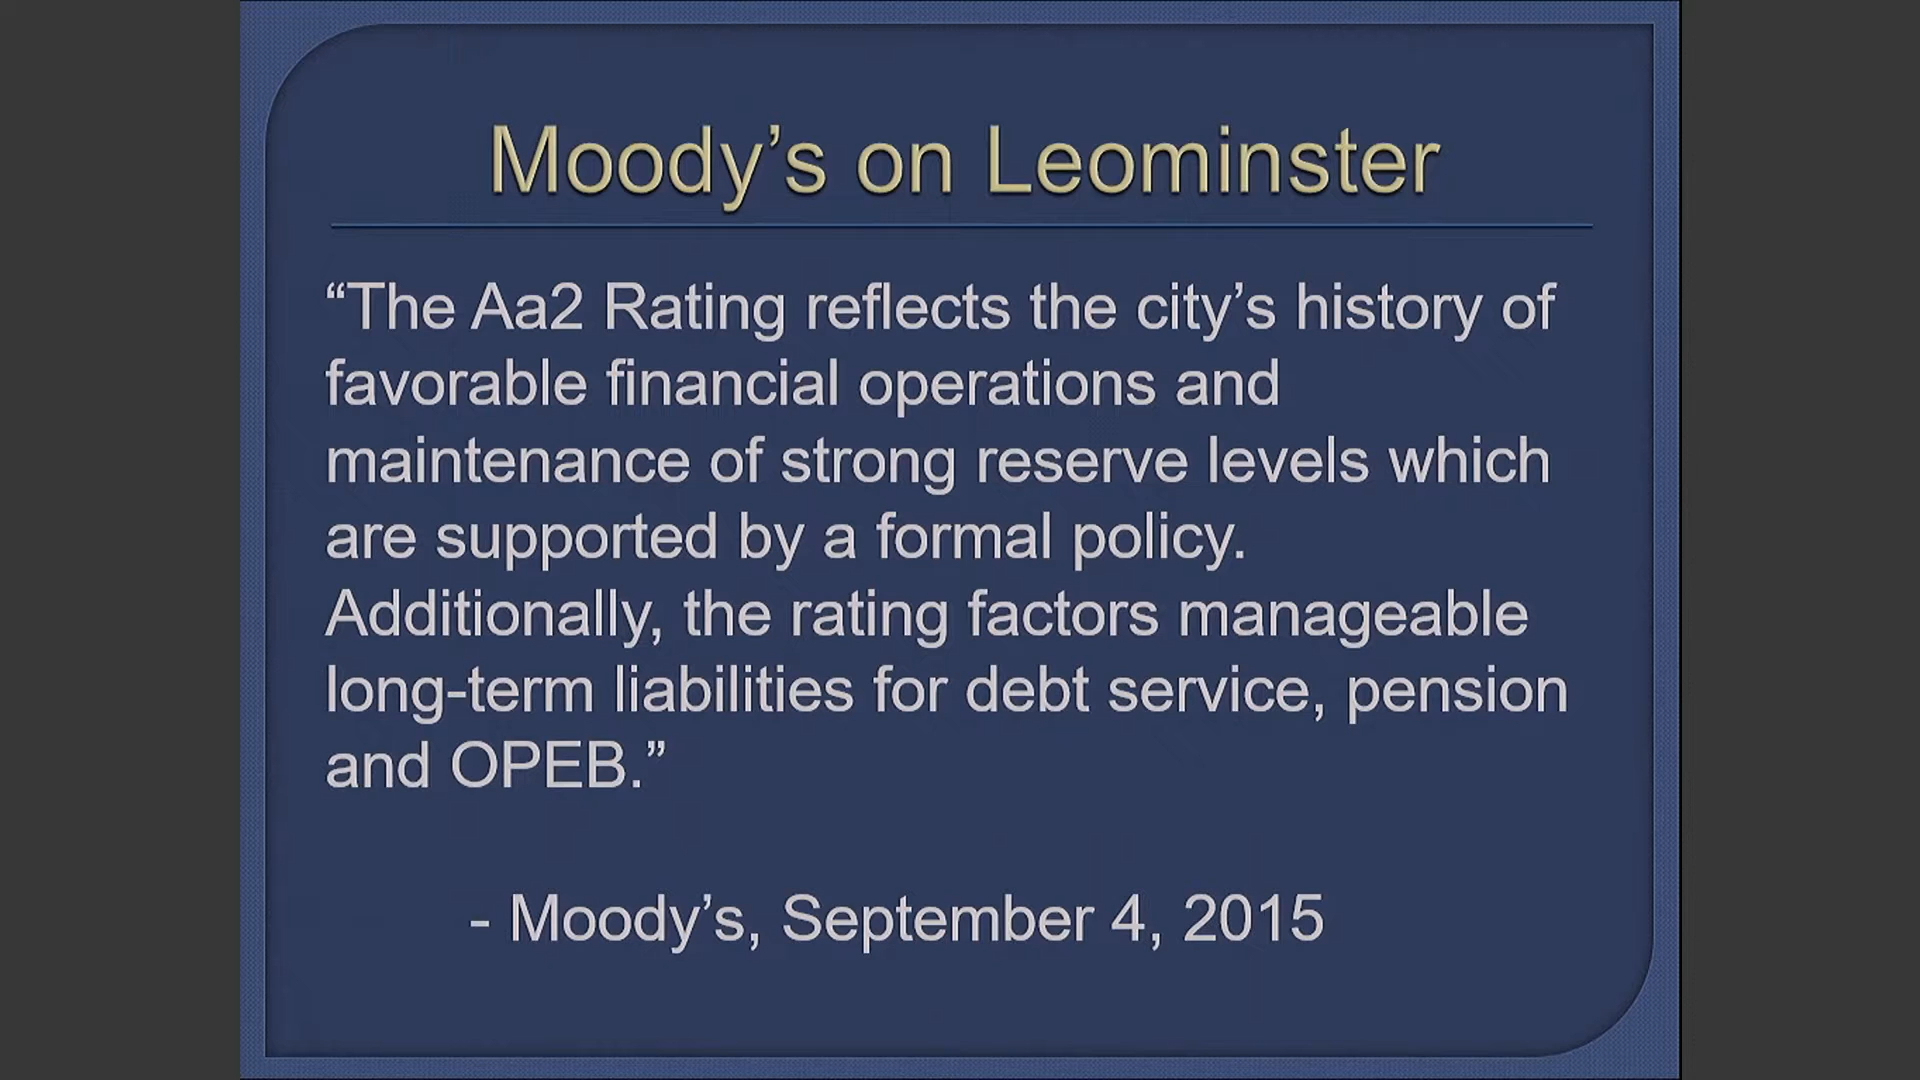 Moody’s on Leominster
“The Aa2 Rating reflects the city’s history of
favorable financial operations and
maintenance of strong reserve levels which
are supported by a formal policy.
Additionally, the rating factors manageable
long-term liabilities for debt service, pension
and OPEB.”
- Moody’s, September 4, 2015